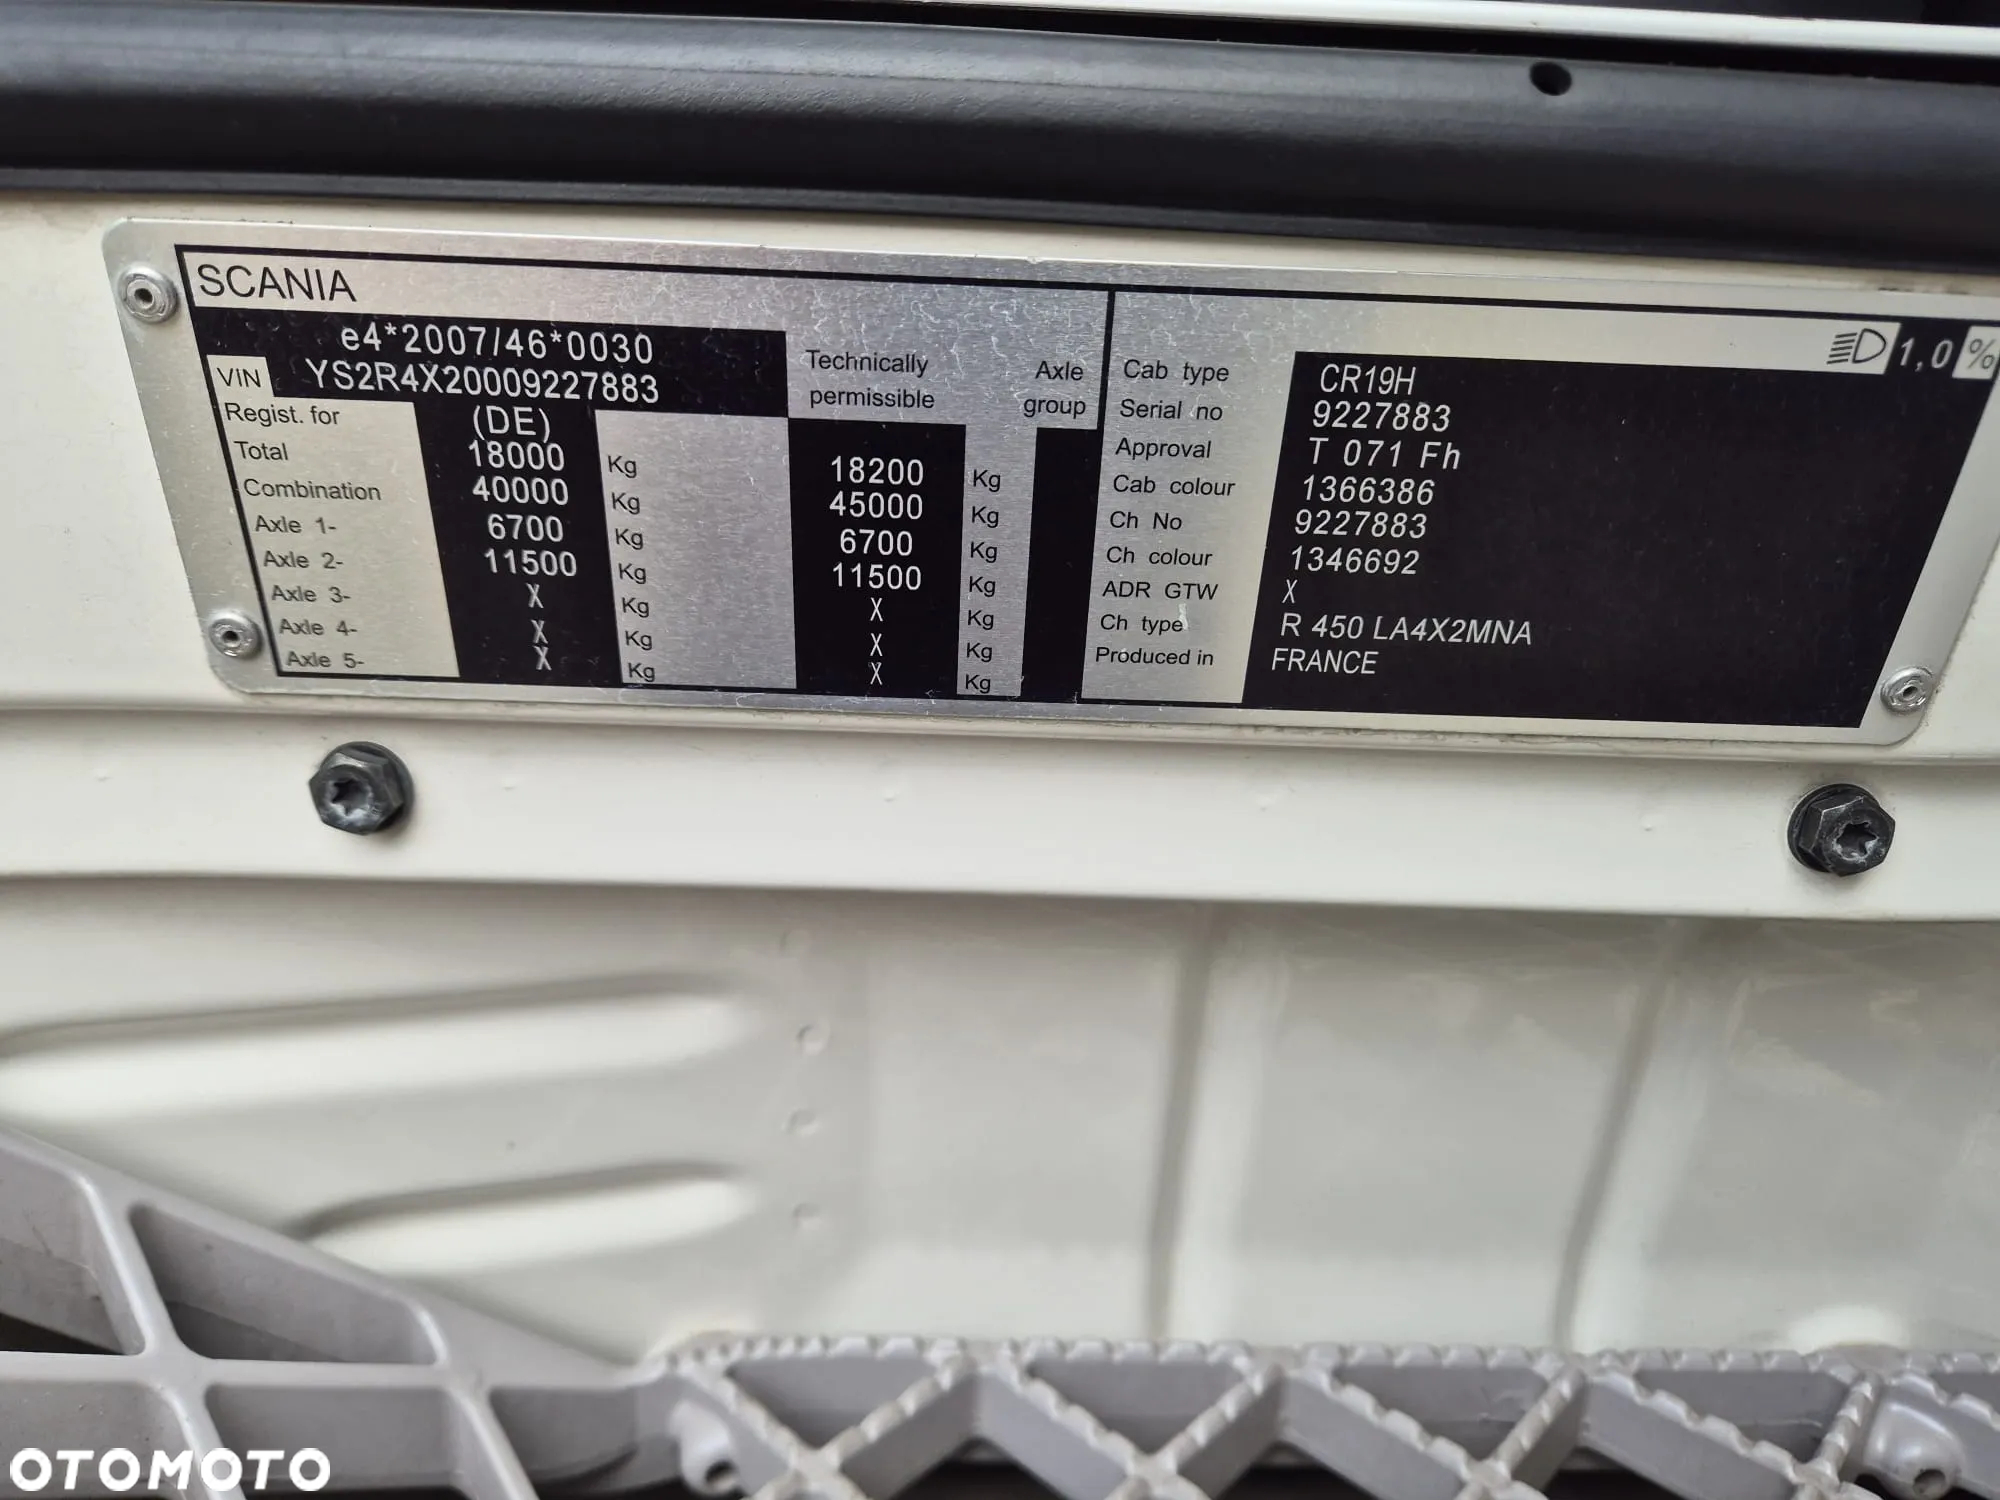 SCANIA
e4*2007/46*0030
VIN YS2R4X20009227883
Technically permissible
Axle group
Regist. for (DE)
Total 18000 Kg 18200 Kg
Combination 40000 Kg 45000 Kg
Axle 1- 6700 Kg 6700 Kg
Axle 2- 11500 Kg 11500 Kg
Axle 3- X Kg X Kg
Axle 4- X Kg X Kg
Axle 5- X Kg X Kg
1,0 %
Cab type CR19H
Serial no 9227883
Approval T 071 Fh
Cab colour 1366386
Ch No 9227883
Ch colour 1346692
ADR GTW X
Ch type R 450 LA4X2MNA
Produced in FRANCE
OTOMOTO